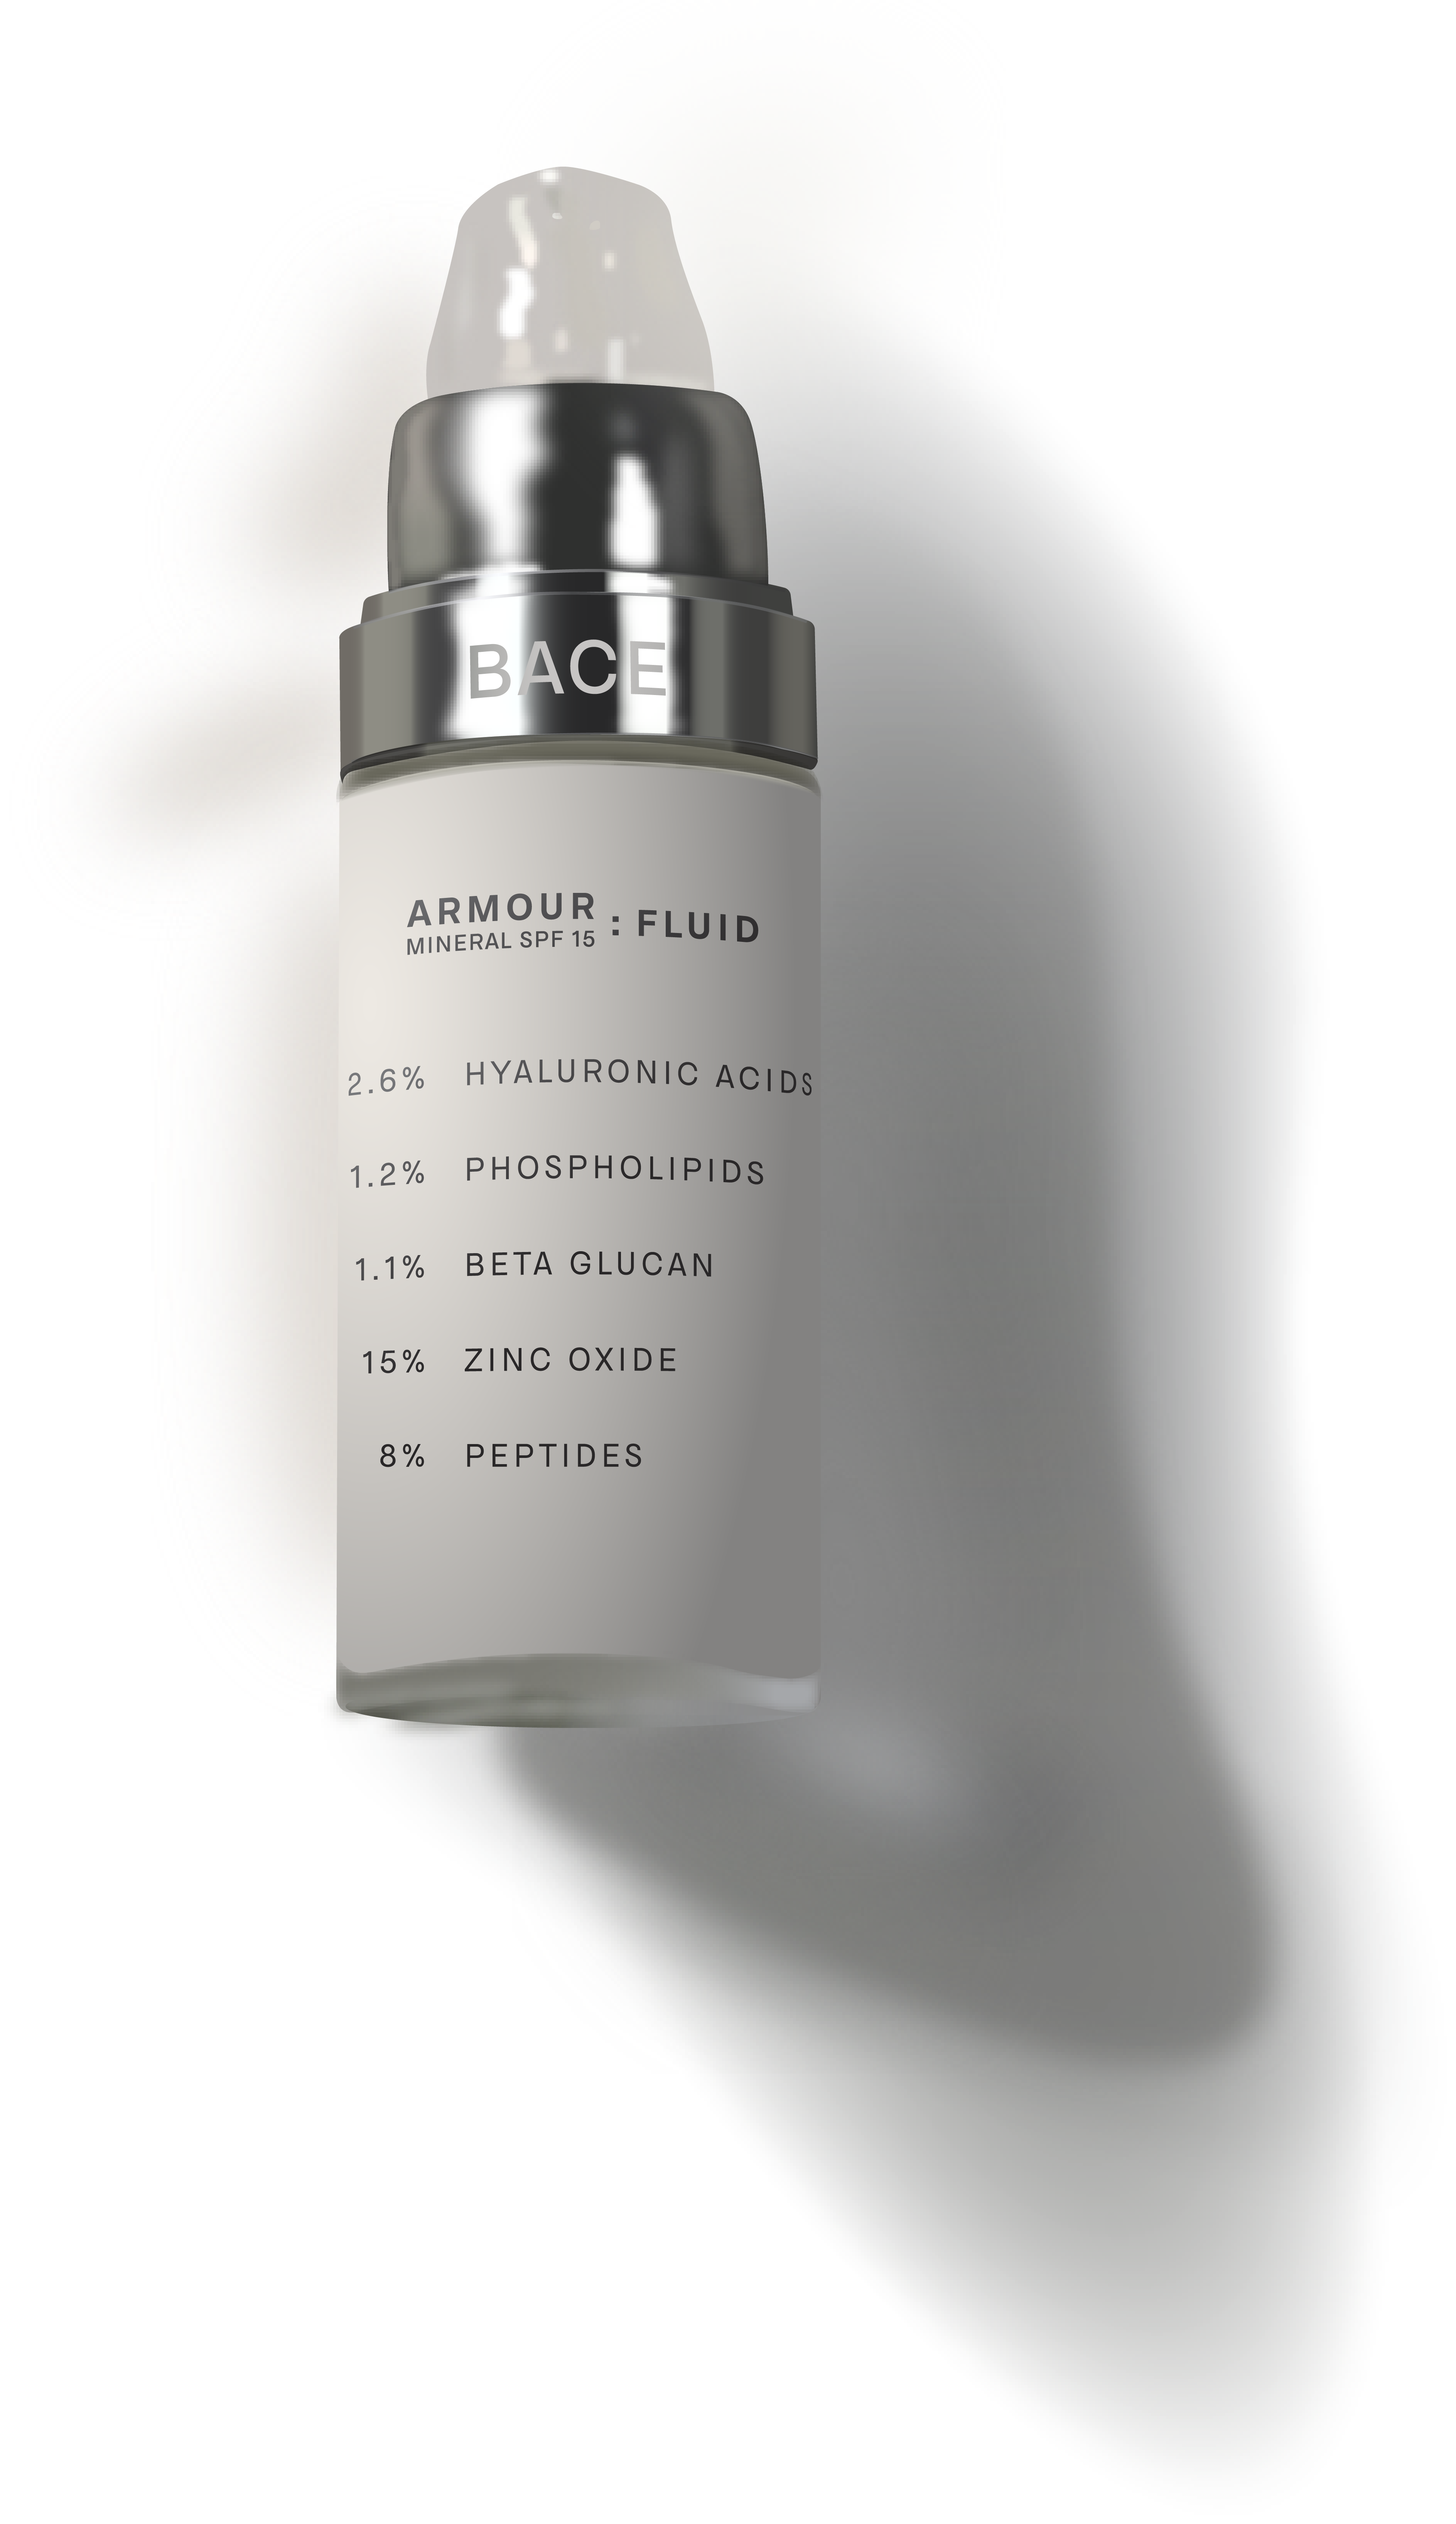 BACE
ARMOUR : FLUID
MINERAL SPF 15
2.6% HYALURONIC ACIDS
1.2% PHOSPHOLIPIDS
1.1% BETA GLUCAN
15% ZINC OXIDE
8% PEPTIDES